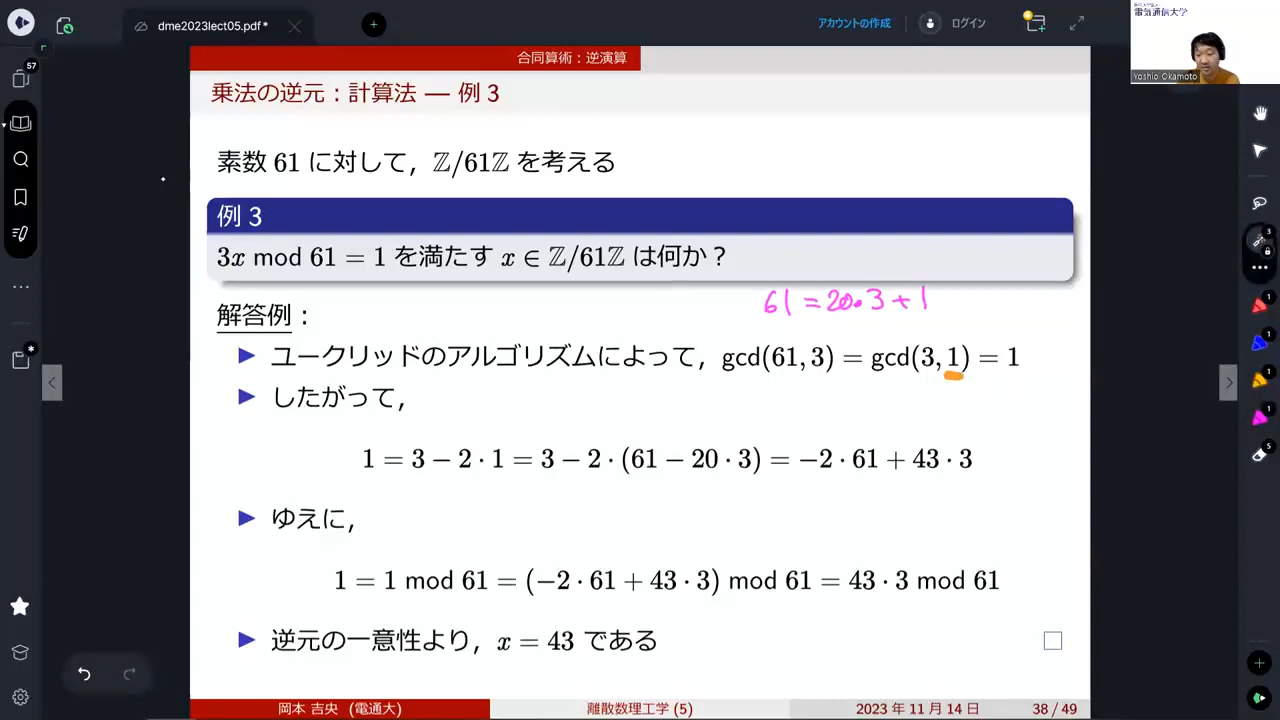 57
dme2023lect05.pdf*
アカウントの作成
ログイン
電気通信大学
Yoshio Okamoto
合同算術：逆演算
乗法の逆元：計算法 — 例 3
素数 61 に対して，ℤ/61ℤ を考える
例 3
3x mod 61 = 1 を満たす x ∈ ℤ/61ℤ は何か？
61 = 20・3 + 1
解答例：
ユークリッドのアルゴリズムによって，gcd(61, 3) = gcd(3, 1) = 1
したがって，
1 = 3 − 2 · 1 = 3 − 2 · (61 − 20 · 3) = −2 · 61 + 43 · 3
ゆえに，
1 = 1 mod 61 = (−2 · 61 + 43 · 3) mod 61 = 43 · 3 mod 61
逆元の一意性より，x = 43 である
岡本 吉央 (電通大)
離散数理工学 (5)
2023 年 11 月 14 日
38 / 49
3
1
1
1
1
5